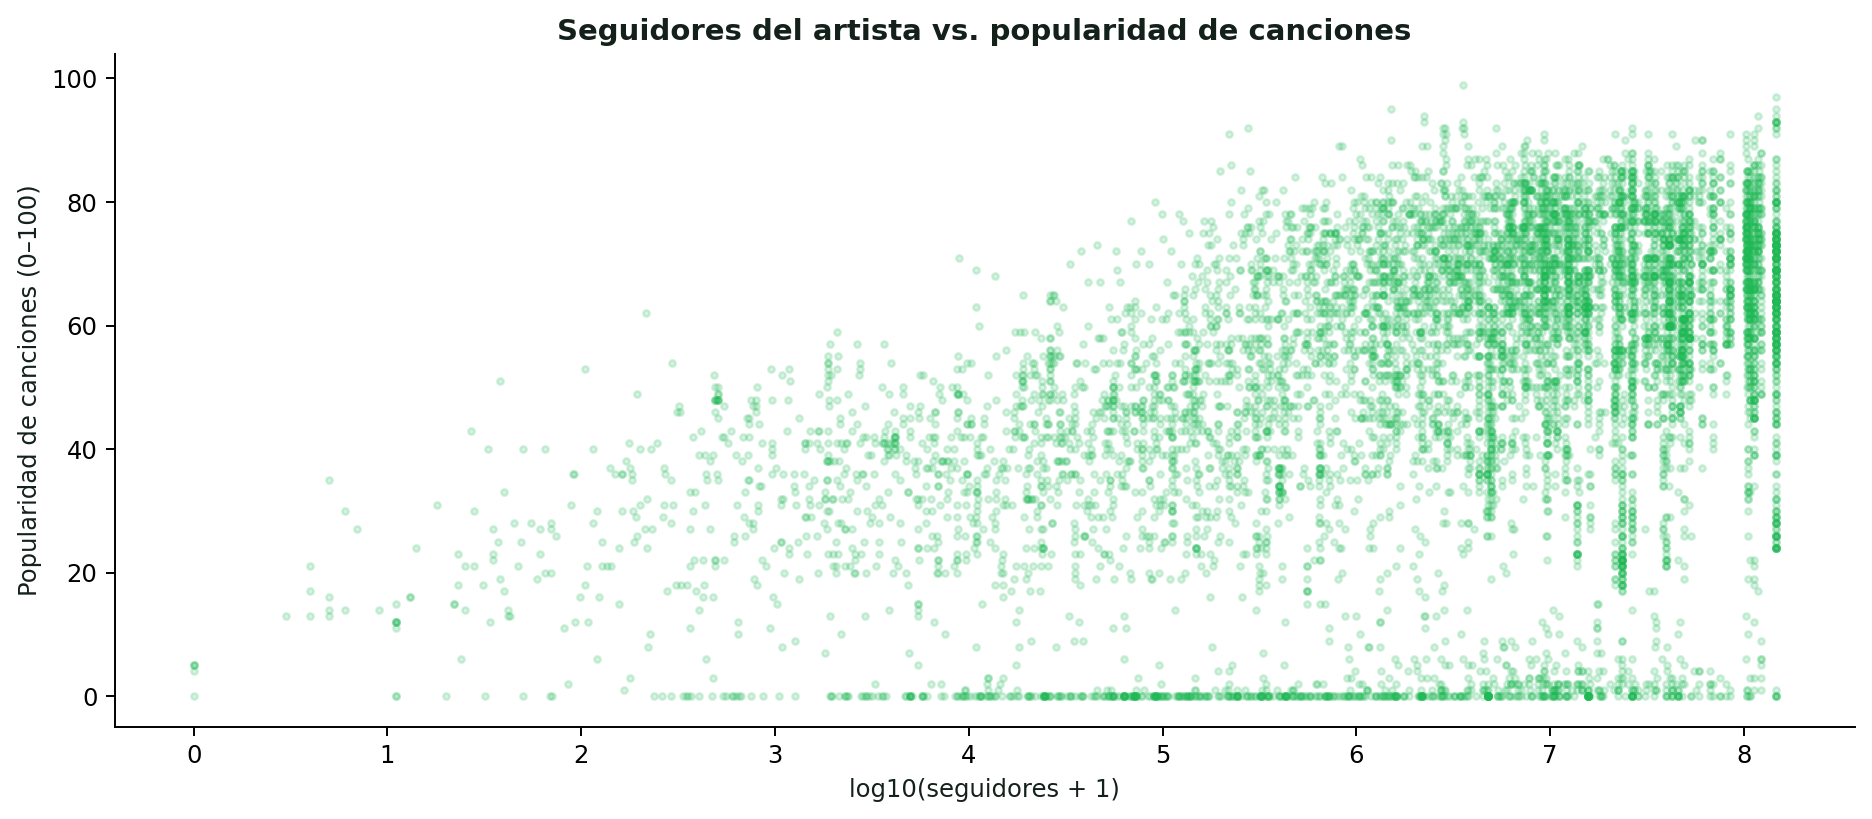 Seguidores del artista vs. popularidad de canciones
Popularidad de canciones (0–100)
100
80
60
40
20
0
0 1 2 3 4 5 6 7 8
log10(seguidores + 1)